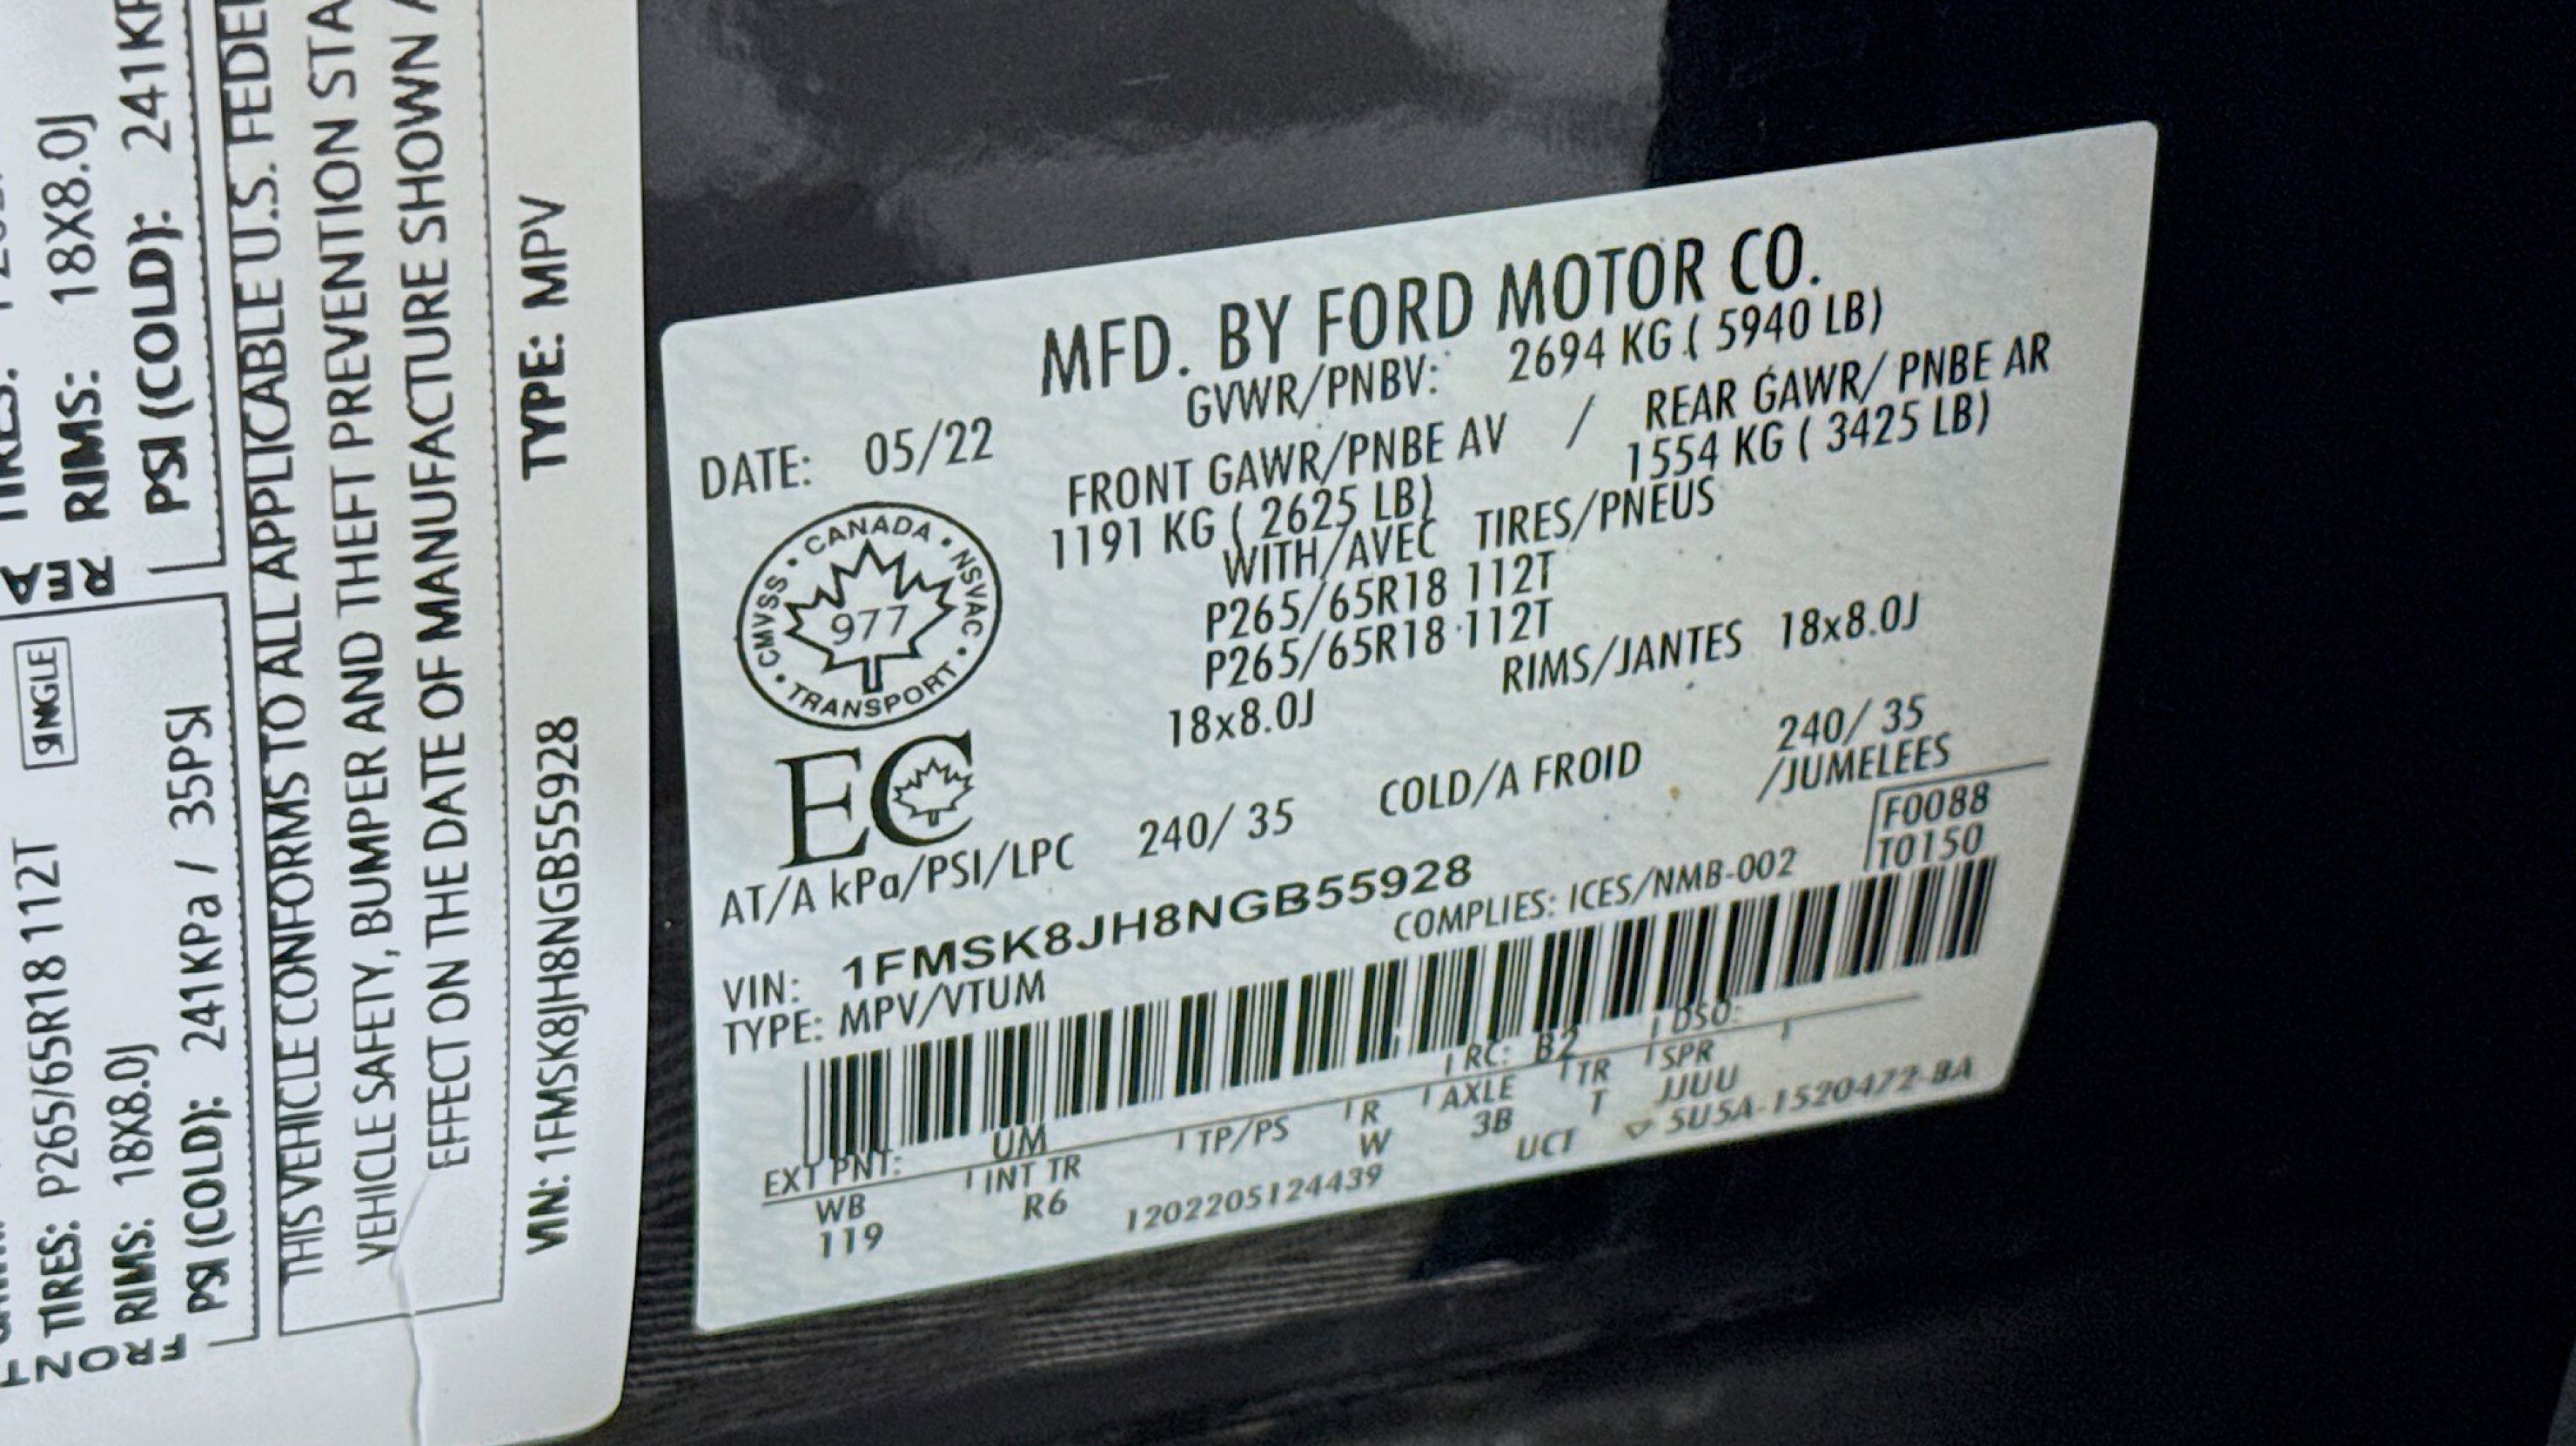 MFD. BY FORD MOTOR CO.
GVWR/PNBV: 2694 KG ( 5940 LB)
DATE: 05/22
FRONT GAWR/PNBE AV / REAR GAWR/ PNBE AR
1191 KG ( 2625 LB) 1554 KG ( 3425 LB)
WITH/AVEC TIRES/PNEUS
P265/65R18 112T
P265/65R18 112T
18x8.0J RIMS/JANTES 18x8.0J
CMVSS • CANADA • NSVAC • TRANSPORT •
977
EC
AT/A kPa/PSI/LPC 240/ 35 COLD/A FROID 240/ 35
/JUMELEES
F0088
T0150
VIN: 1FMSK8JH8NGB55928
COMPLIES: ICES/NMB-002
TYPE: MPV/VTUM
EXT PNT: UM RC: B2 DSO:
WB INT TR TP/PS R AXLE TR SPR
119 R6 W 3B T JJUU
1202205124439 UCT 5U5A-1520472-BA
RIMS: 18X8.0J
PSI (COLD): 241KP
SINGLE
TIRES: P265/65R18 112T
RIMS: 18X8.0J
PSI (COLD): 241KPa / 35PSI
THIS VEHICLE CONFORMS TO ALL APPLICABLE U.S. FEDE
VEHICLE SAFETY, BUMPER AND THEFT PREVENTION STA
EFFECT ON THE DATE OF MANUFACTURE SHOWN A
VIN: 1FMSK8JH8NGB55928 TYPE: MPV